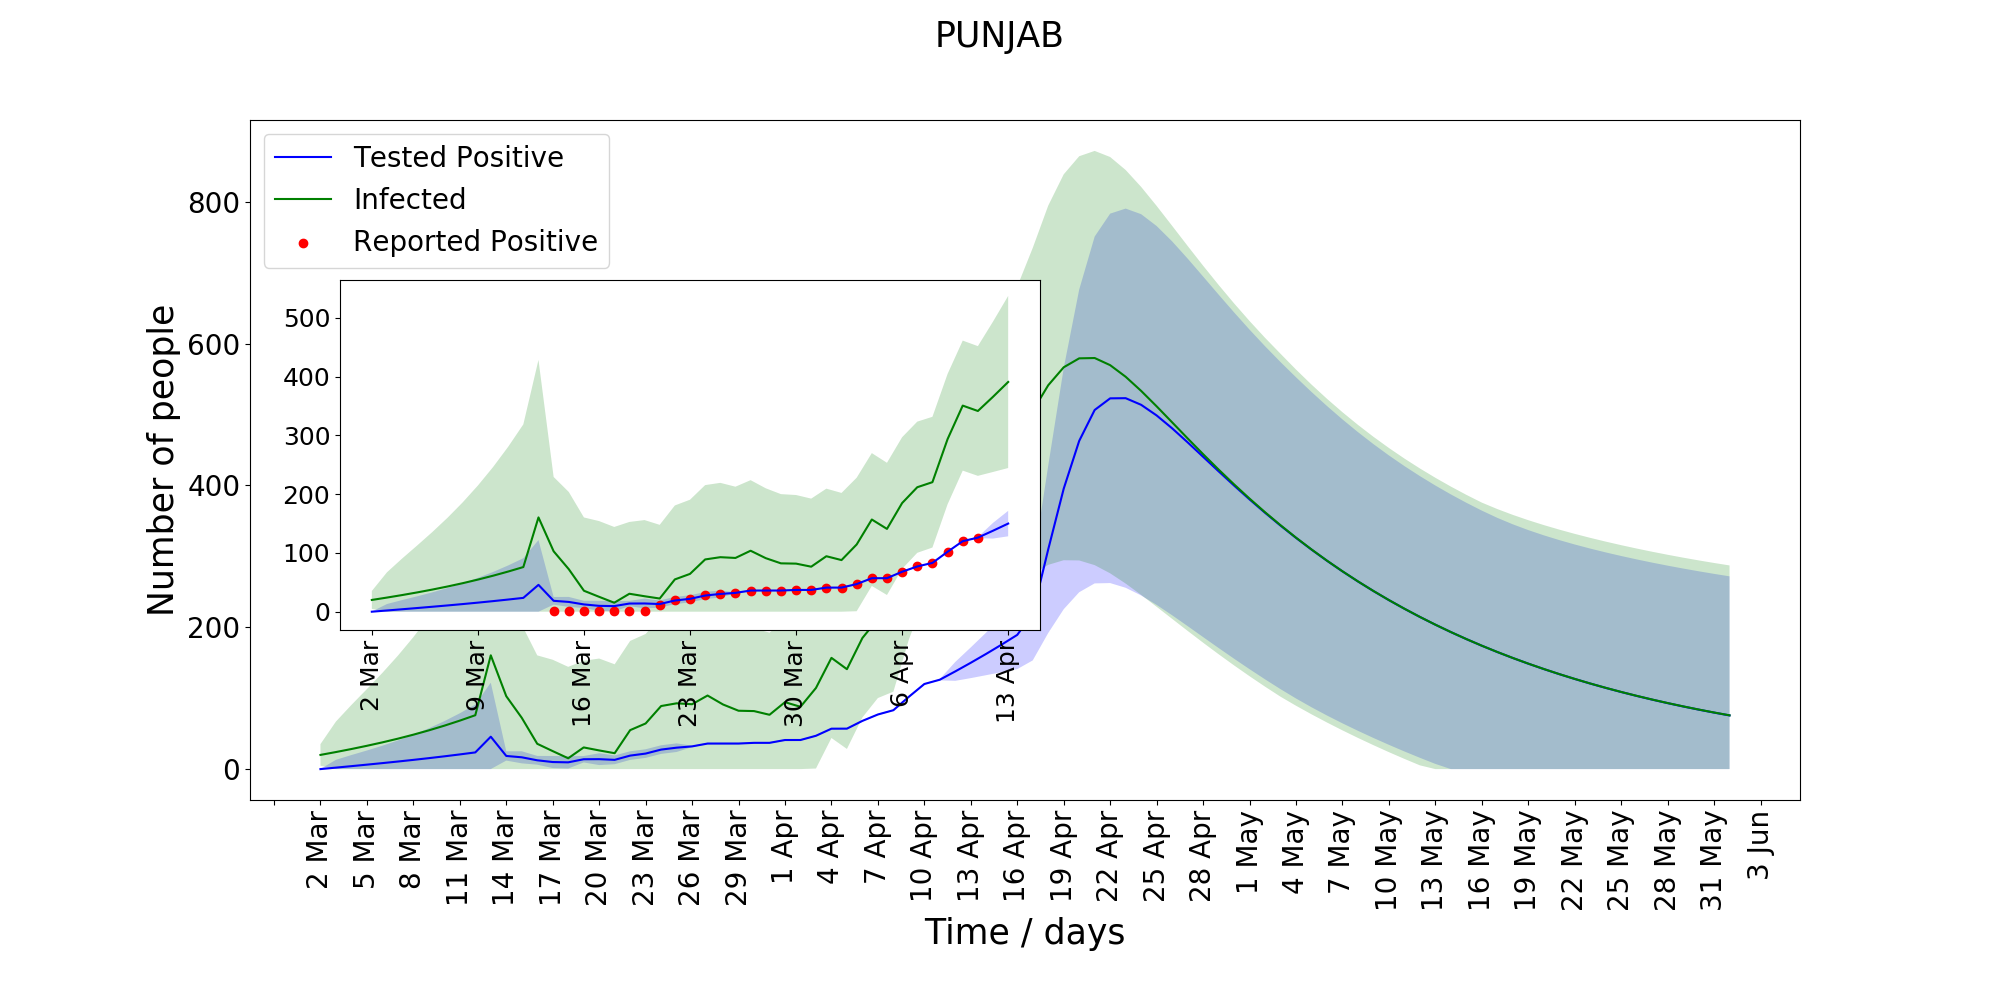 PUNJAB
Tested Positive
Infected
Reported Positive
Number of people
800
600
400
200
0
500
400
300
200
100
0
2 Mar
9 Mar
16 Mar
23 Mar
30 Mar
6 Apr
13 Apr
2 Mar
5 Mar
8 Mar
11 Mar
14 Mar
17 Mar
20 Mar
23 Mar
26 Mar
29 Mar
1 Apr
4 Apr
7 Apr
10 Apr
13 Apr
16 Apr
19 Apr
22 Apr
25 Apr
28 Apr
1 May
4 May
7 May
10 May
13 May
16 May
19 May
22 May
25 May
28 May
31 May
3 Jun
Time / days